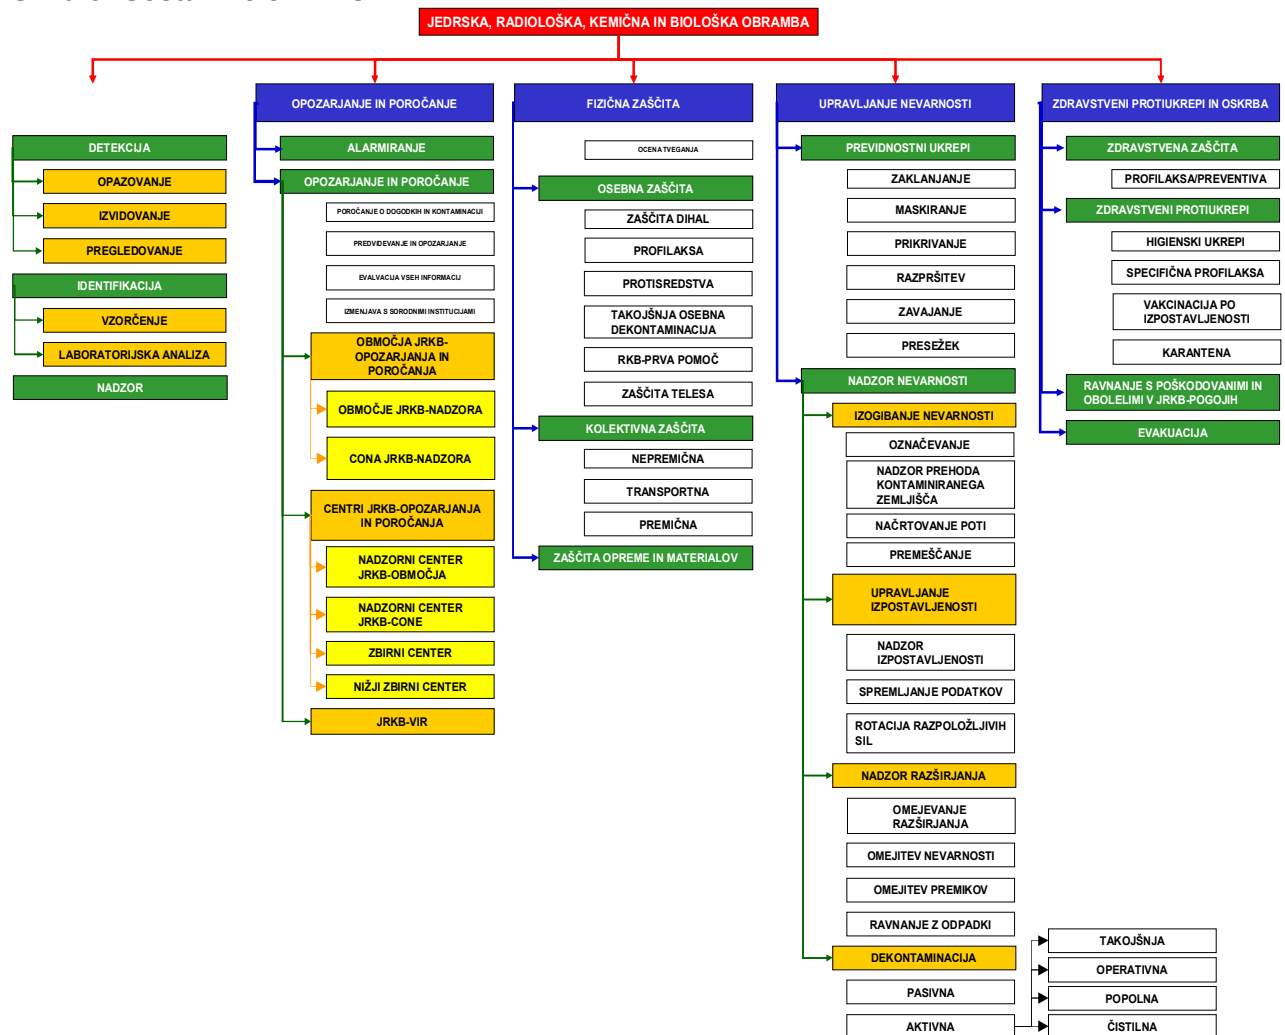 JEDRSKA, RADIOLOŠKA, KEMIČNA IN BIOLOŠKA OBRAMBA
DETEKCIJA
OPAZOVANJE
IZVIDOVANJE
PREGLEDOVANJE
IDENTIFIKACIJA
VZORČENJE
LABORATORIJSKA ANALIZA
NADZOR
OPOZARJANJE IN POROČANJE
ALARMIRANJE
OPOZARJANJE IN POROČANJE
POROČANJE O DOGODKIH IN KONTAMINACIJI
PREDVIDEVANJE IN OPOZARJANJE
EVALVACIJA VSEH INFORMACIJ
IZMENJAVA S SORODNIMI INSTITUCIJAMI
OBMOČJA JRKB-
OPOZARJANJA IN
POROČANJA
OBMOČJE JRKB-NADZORA
CONA JRKB-NADZORA
CENTRI JRKB-OPOZARJANJA
IN POROČANJA
NADZORNI CENTER
JRKB-OBMOČJA
NADZORNI CENTER
JRKB-CONE
ZBIRNI CENTER
NIŽJI ZBIRNI CENTER
JRKB-VIR
FIZIČNA ZAŠČITA
OCENA TVEGANJA
OSEBNA ZAŠČITA
ZAŠČITA DIHAL
PROFILAKSA
PROTISREDSTVA
TAKOJŠNJA OSEBNA
DEKONTAMINACIJA
RKB-PRVA POMOČ
ZAŠČITA TELESA
KOLEKTIVNA ZAŠČITA
NEPREMIČNA
TRANSPORTNA
PREMIČNA
ZAŠČITA OPREME IN MATERIALOV
UPRAVLJANJE NEVARNOSTI
PREVIDNOSTNI UKREPI
ZAKLANJANJE
MASKIRANJE
PRIKRIVANJE
RAZPRŠITEV
ZAVAJANJE
PRESEŽEK
NADZOR NEVARNOSTI
IZOGIBANJE NEVARNOSTI
OZNAČEVANJE
NADZOR PREHODA
KONTAMINIRANEGA
ZEMLJIŠČA
NAČRTOVANJE POTI
PREMEŠČANJE
UPRAVLJANJE
IZPOSTAVLJENOSTI
NADZOR
IZPOSTAVLJENOSTI
SPREMLJANJE PODATKOV
ROTACIJA RAZPOLOŽLJIVIH
SIL
NADZOR RAZŠIRJANJA
OMEJEVANJE
RAZŠIRJANJA
OMEJITEV NEVARNOSTI
OMEJITEV PREMIKOV
RAVNANJE Z ODPADKI
DEKONTAMINACIJA
PASIVNA
AKTIVNA
TAKOJŠNJA
OPERATIVNA
POPOLNA
ČISTILNA
ZDRAVSTVENI PROTIUKREPI IN OSKRBA
ZDRAVSTVENA ZAŠČITA
PROFILAKSA/PREVENTIVA
ZDRAVSTVENI PROTIUKREPI
HIGIENSKI UKREPI
SPECIFIČNA PROFILAKSA
VAKCINACIJA PO
IZPOSTAVLJENOSTI
KARANTENA
RAVNANJE S POŠKODOVANIMI IN
OBOLELIMI V JRKB-POGOJIH
EVAKUACIJA